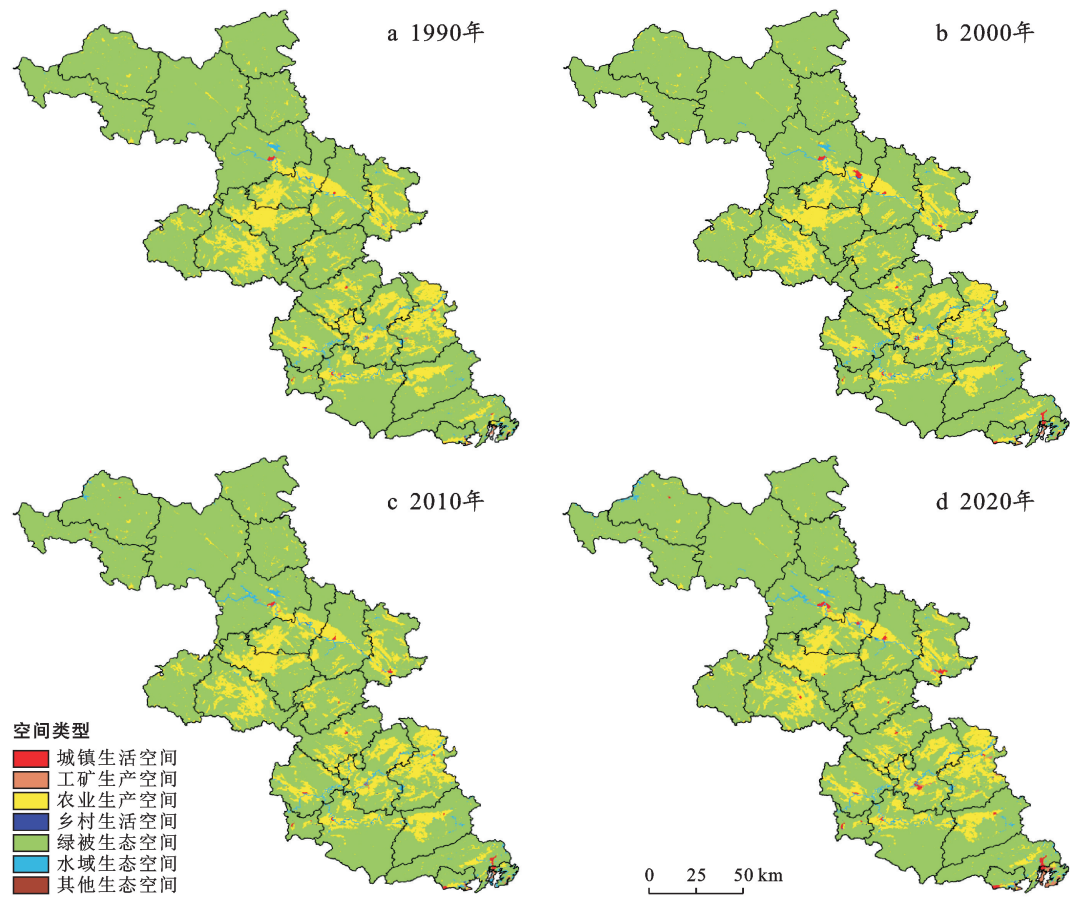 a 1990年
b 2000年
c 2010年
d 2020年
空间类型
城镇生活空间
工矿生产空间
农业生产空间
乡村生活空间
绿被生态空间
水域生态空间
其他生态空间
0 25 50 km